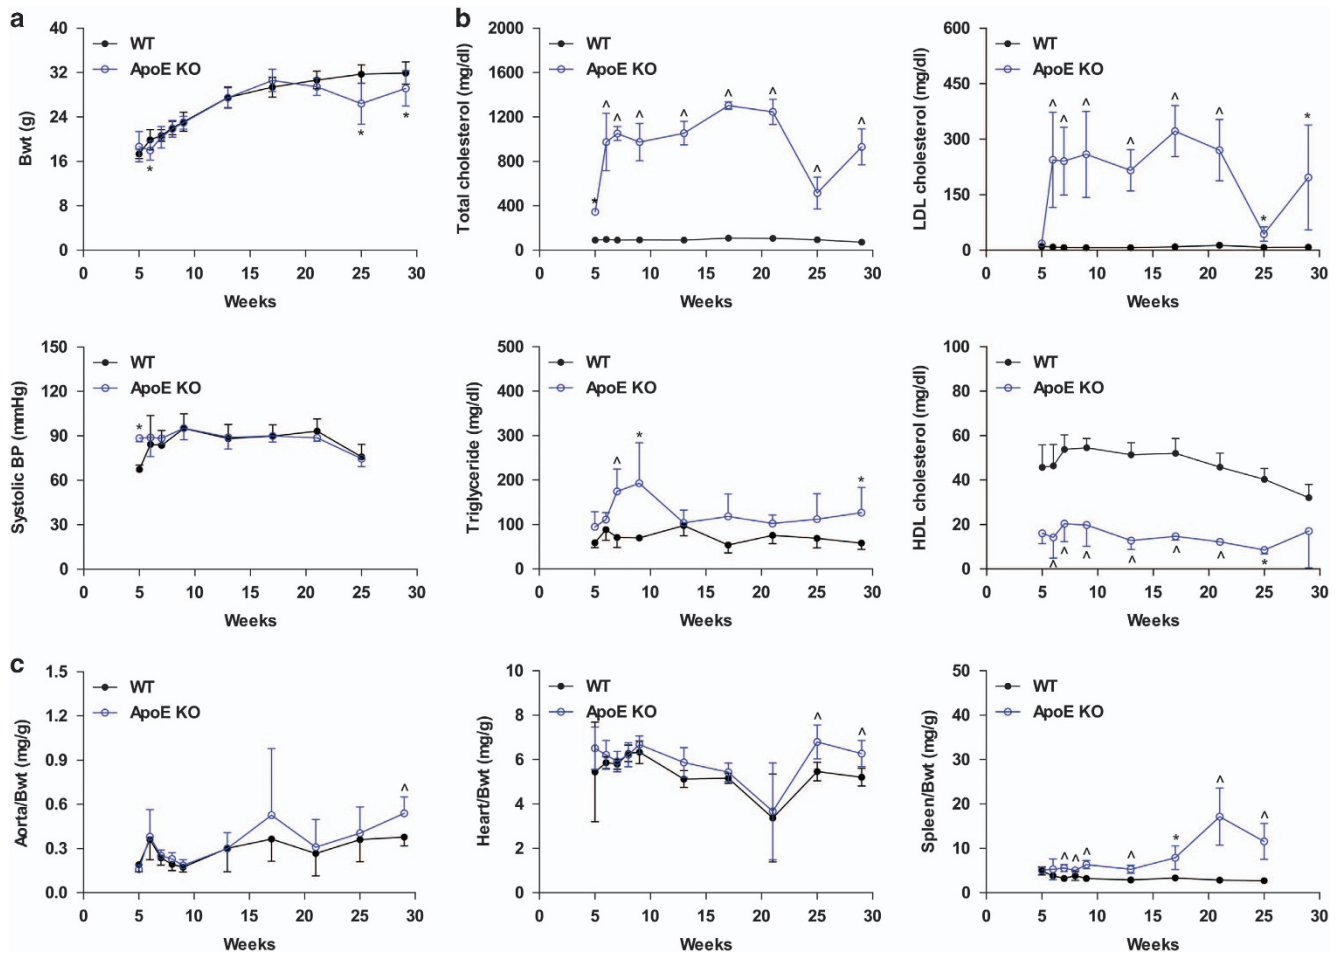 a
Bwt (g)
40
32
24
16
8
0
WT
ApoE KO
*
*
*
0 5 10 15 20 25 30
Weeks
b
Total cholesterol (mg/dl)
2000
1600
1200
800
400
0
WT
ApoE KO
* ^ ^ ^ ^ ^ ^ ^ ^
0 5 10 15 20 25 30
Weeks
LDL cholesterol (mg/dl)
600
450
300
150
0
WT
ApoE KO
^ ^ ^ ^ ^ ^ * *
0 5 10 15 20 25 30
Weeks
Systolic BP (mmHg)
150
120
90
60
30
0
WT
ApoE KO
*
0 5 10 15 20 25 30
Weeks
Triglyceride (mg/dl)
500
400
300
200
100
0
WT
ApoE KO
^ * *
0 5 10 15 20 25 30
Weeks
HDL cholesterol (mg/dl)
100
80
60
40
20
0
WT
ApoE KO
^ ^ ^ ^ ^ ^ *
0 5 10 15 20 25 30
Weeks
c
Aorta/Bwt (mg/g)
1.5
1.2
0.9
0.6
0.3
0.0
WT
ApoE KO
^
0 5 10 15 20 25 30
Weeks
Heart/Bwt (mg/g)
10
8
6
4
2
0
WT
ApoE KO
^ ^
0 5 10 15 20 25 30
Weeks
Spleen/Bwt (mg/g)
50
40
30
20
10
0
WT
ApoE KO
^ ^ ^ ^ * ^ ^
0 5 10 15 20 25 30
Weeks